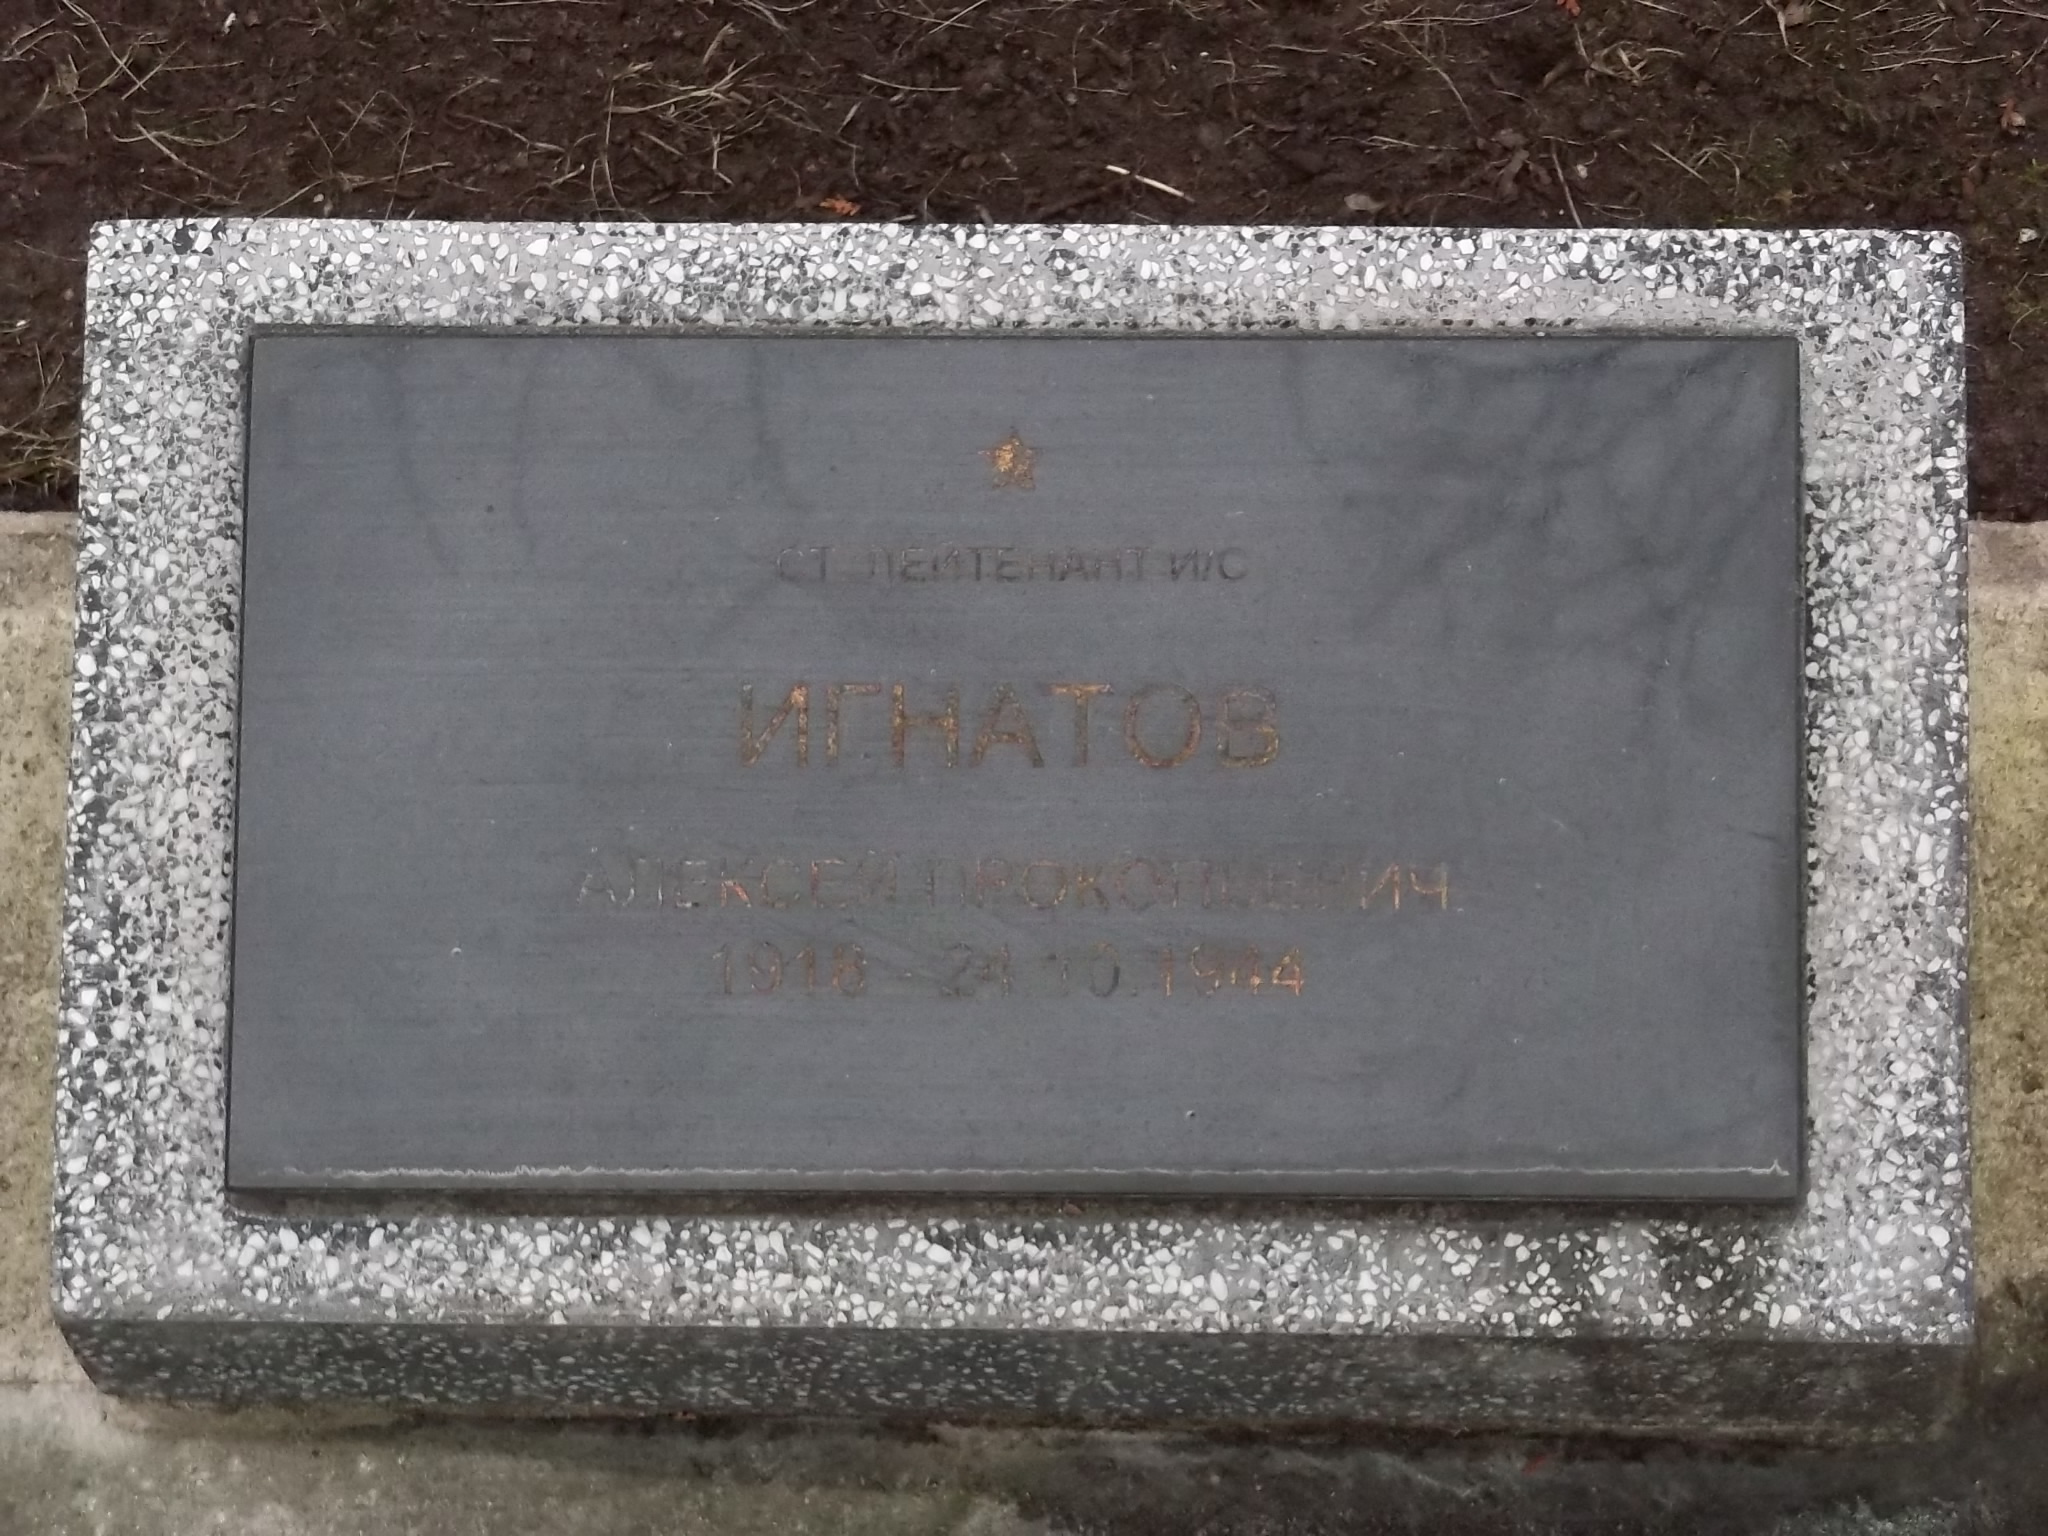 СТ. ЛЕЙТЕНАНТ И/С
ИГНАТОВ
АЛЕКСЕЙ ПРОКОПЬЕВИЧ
1918 - 24.10.1944